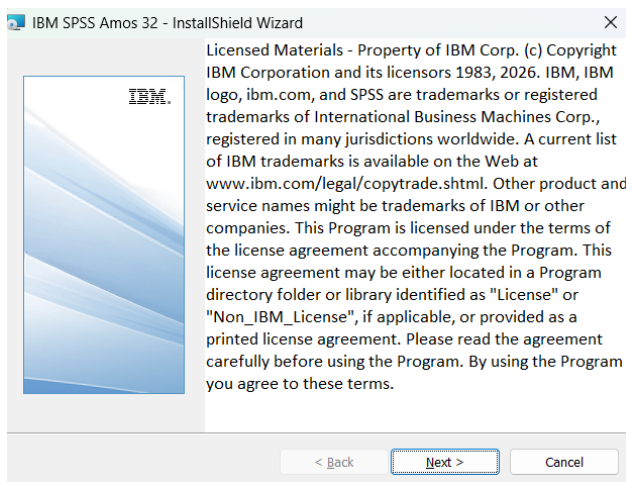 IBM SPSS Amos 32 - InstallShield Wizard
IBM.
Licensed Materials - Property of IBM Corp. (c) Copyright
IBM Corporation and its licensors 1983, 2026. IBM, IBM
logo, ibm.com, and SPSS are trademarks or registered
trademarks of International Business Machines Corp.,
registered in many jurisdictions worldwide. A current list
of IBM trademarks is available on the Web at
www.ibm.com/legal/copytrade.shtml. Other product and
service names might be trademarks of IBM or other
companies. This Program is licensed under the terms of
the license agreement accompanying the Program. This
license agreement may be either located in a Program
directory folder or library identified as "License" or
"Non_IBM_License", if applicable, or provided as a
printed license agreement. Please read the agreement
carefully before using the Program. By using the Program
you agree to these terms.
< Back
Next >
Cancel